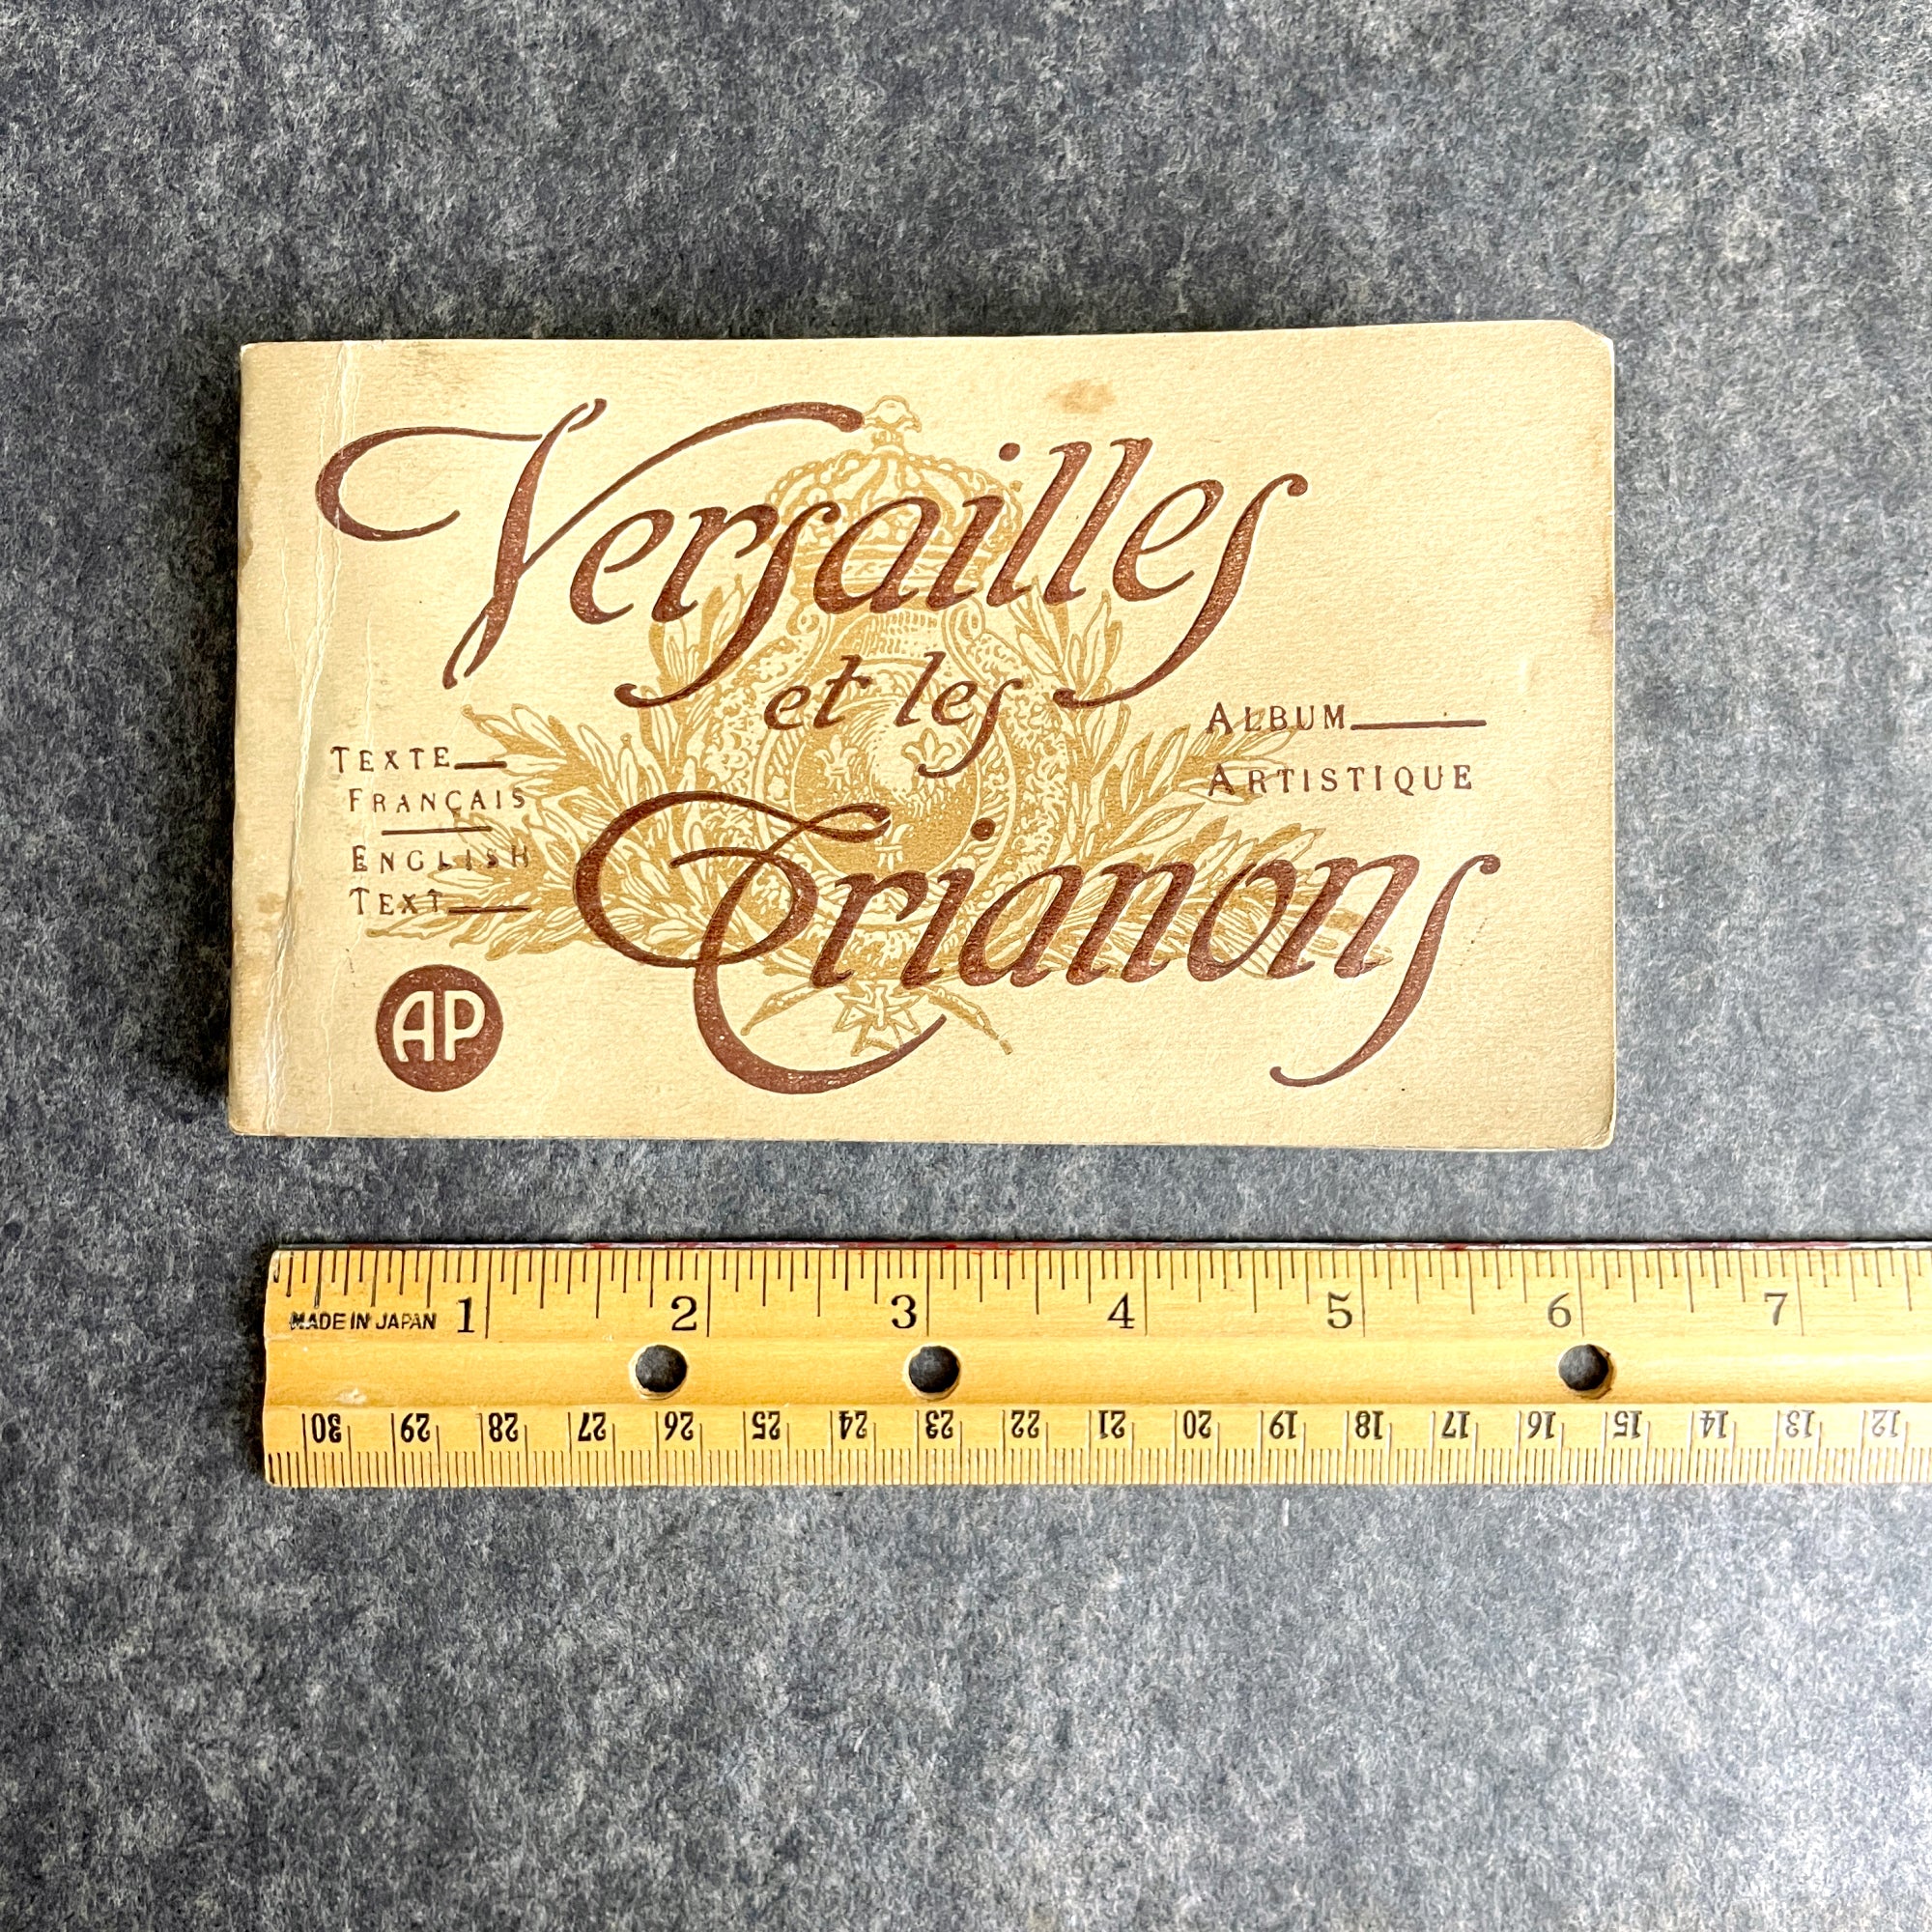 Versailles
et les
Trianons
ALBUM
ARTISTIQUE
TEXTE
FRANÇAIS
ENGLISH
TEXT
AP
MADE IN JAPAN
1 2 3 4 5 6 7
30 29 28 27 26 25 24 23 22 21 20 19 18 17 16 15 14 13 12